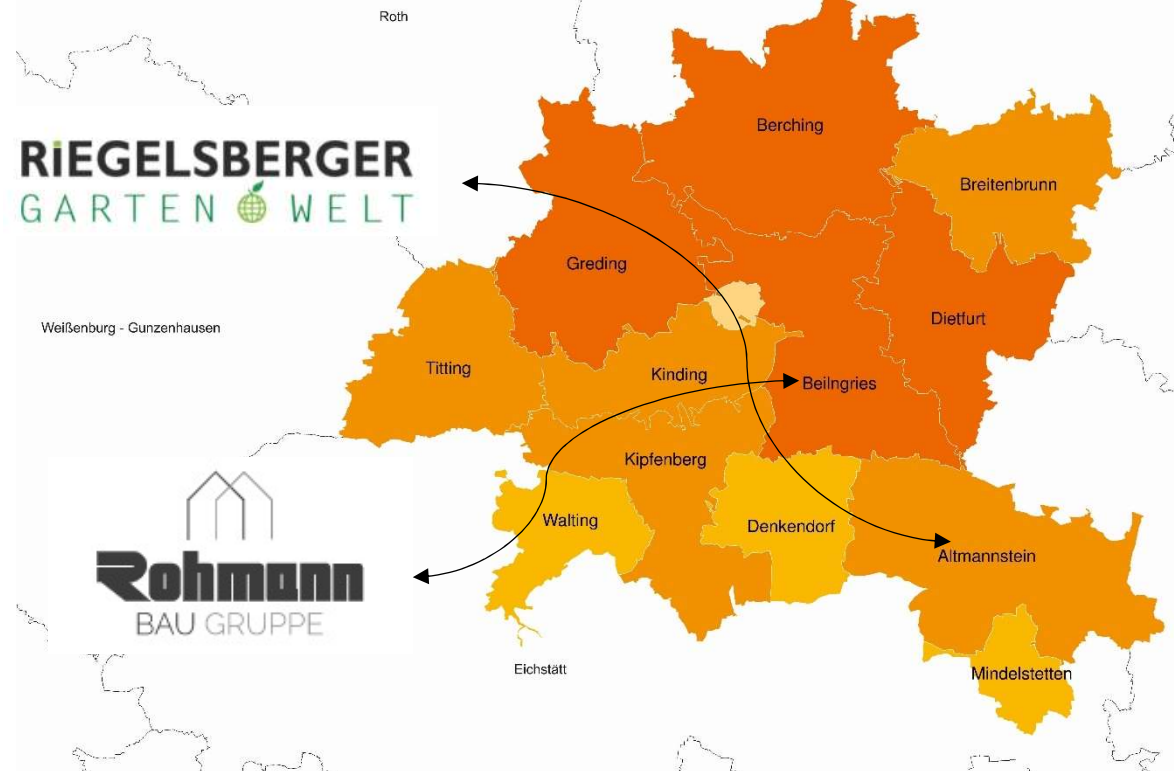 Roth
Berching
RiEGELSBERGER
GARTEN WELT
Breitenbrunn
Greding
Dietfurt
Weißenburg - Gunzenhausen
Titting
Kinding
Beilngries
Kipfenberg
Walting
Denkendorf
Altmannstein
Rohmann
BAU GRUPPE
Eichstätt
Mindelstetten